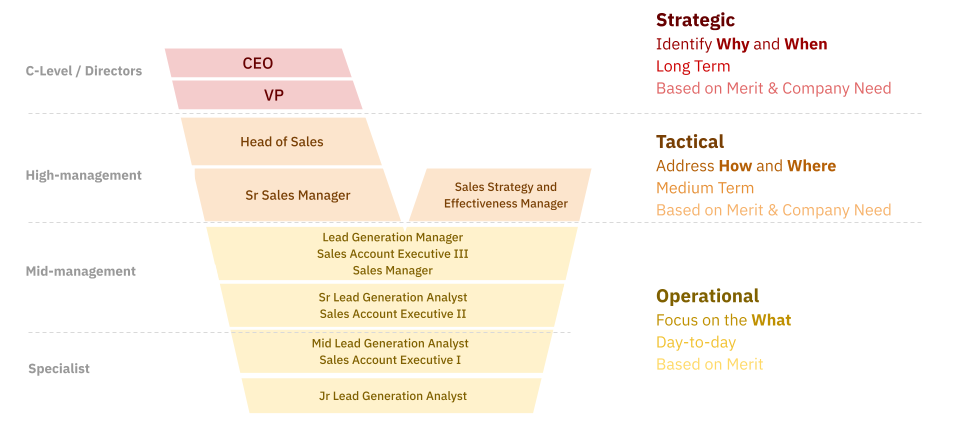 Strategic
Identify Why and When
Long Term
Based on Merit & Company Need
C-Level / Directors
CEO
VP
Tactical
Address How and Where
Medium Term
Based on Merit & Company Need
High-management
Head of Sales
Sr Sales Manager
Sales Strategy and
Effectiveness Manager
Mid-management
Lead Generation Manager
Sales Account Executive III
Sales Manager
Sr Lead Generation Analyst
Sales Account Executive II
Operational
Focus on the What
Day-to-day
Based on Merit
Specialist
Mid Lead Generation Analyst
Sales Account Executive I
Jr Lead Generation Analyst